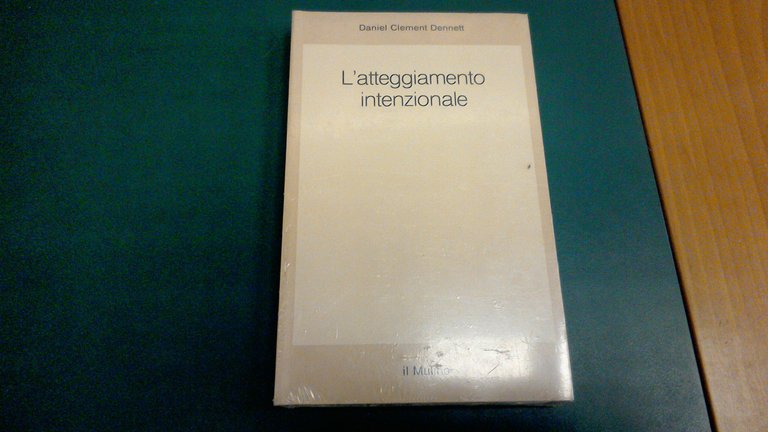 Daniel Clement Dennett
L'atteggiamento
intenzionale
il Mulino